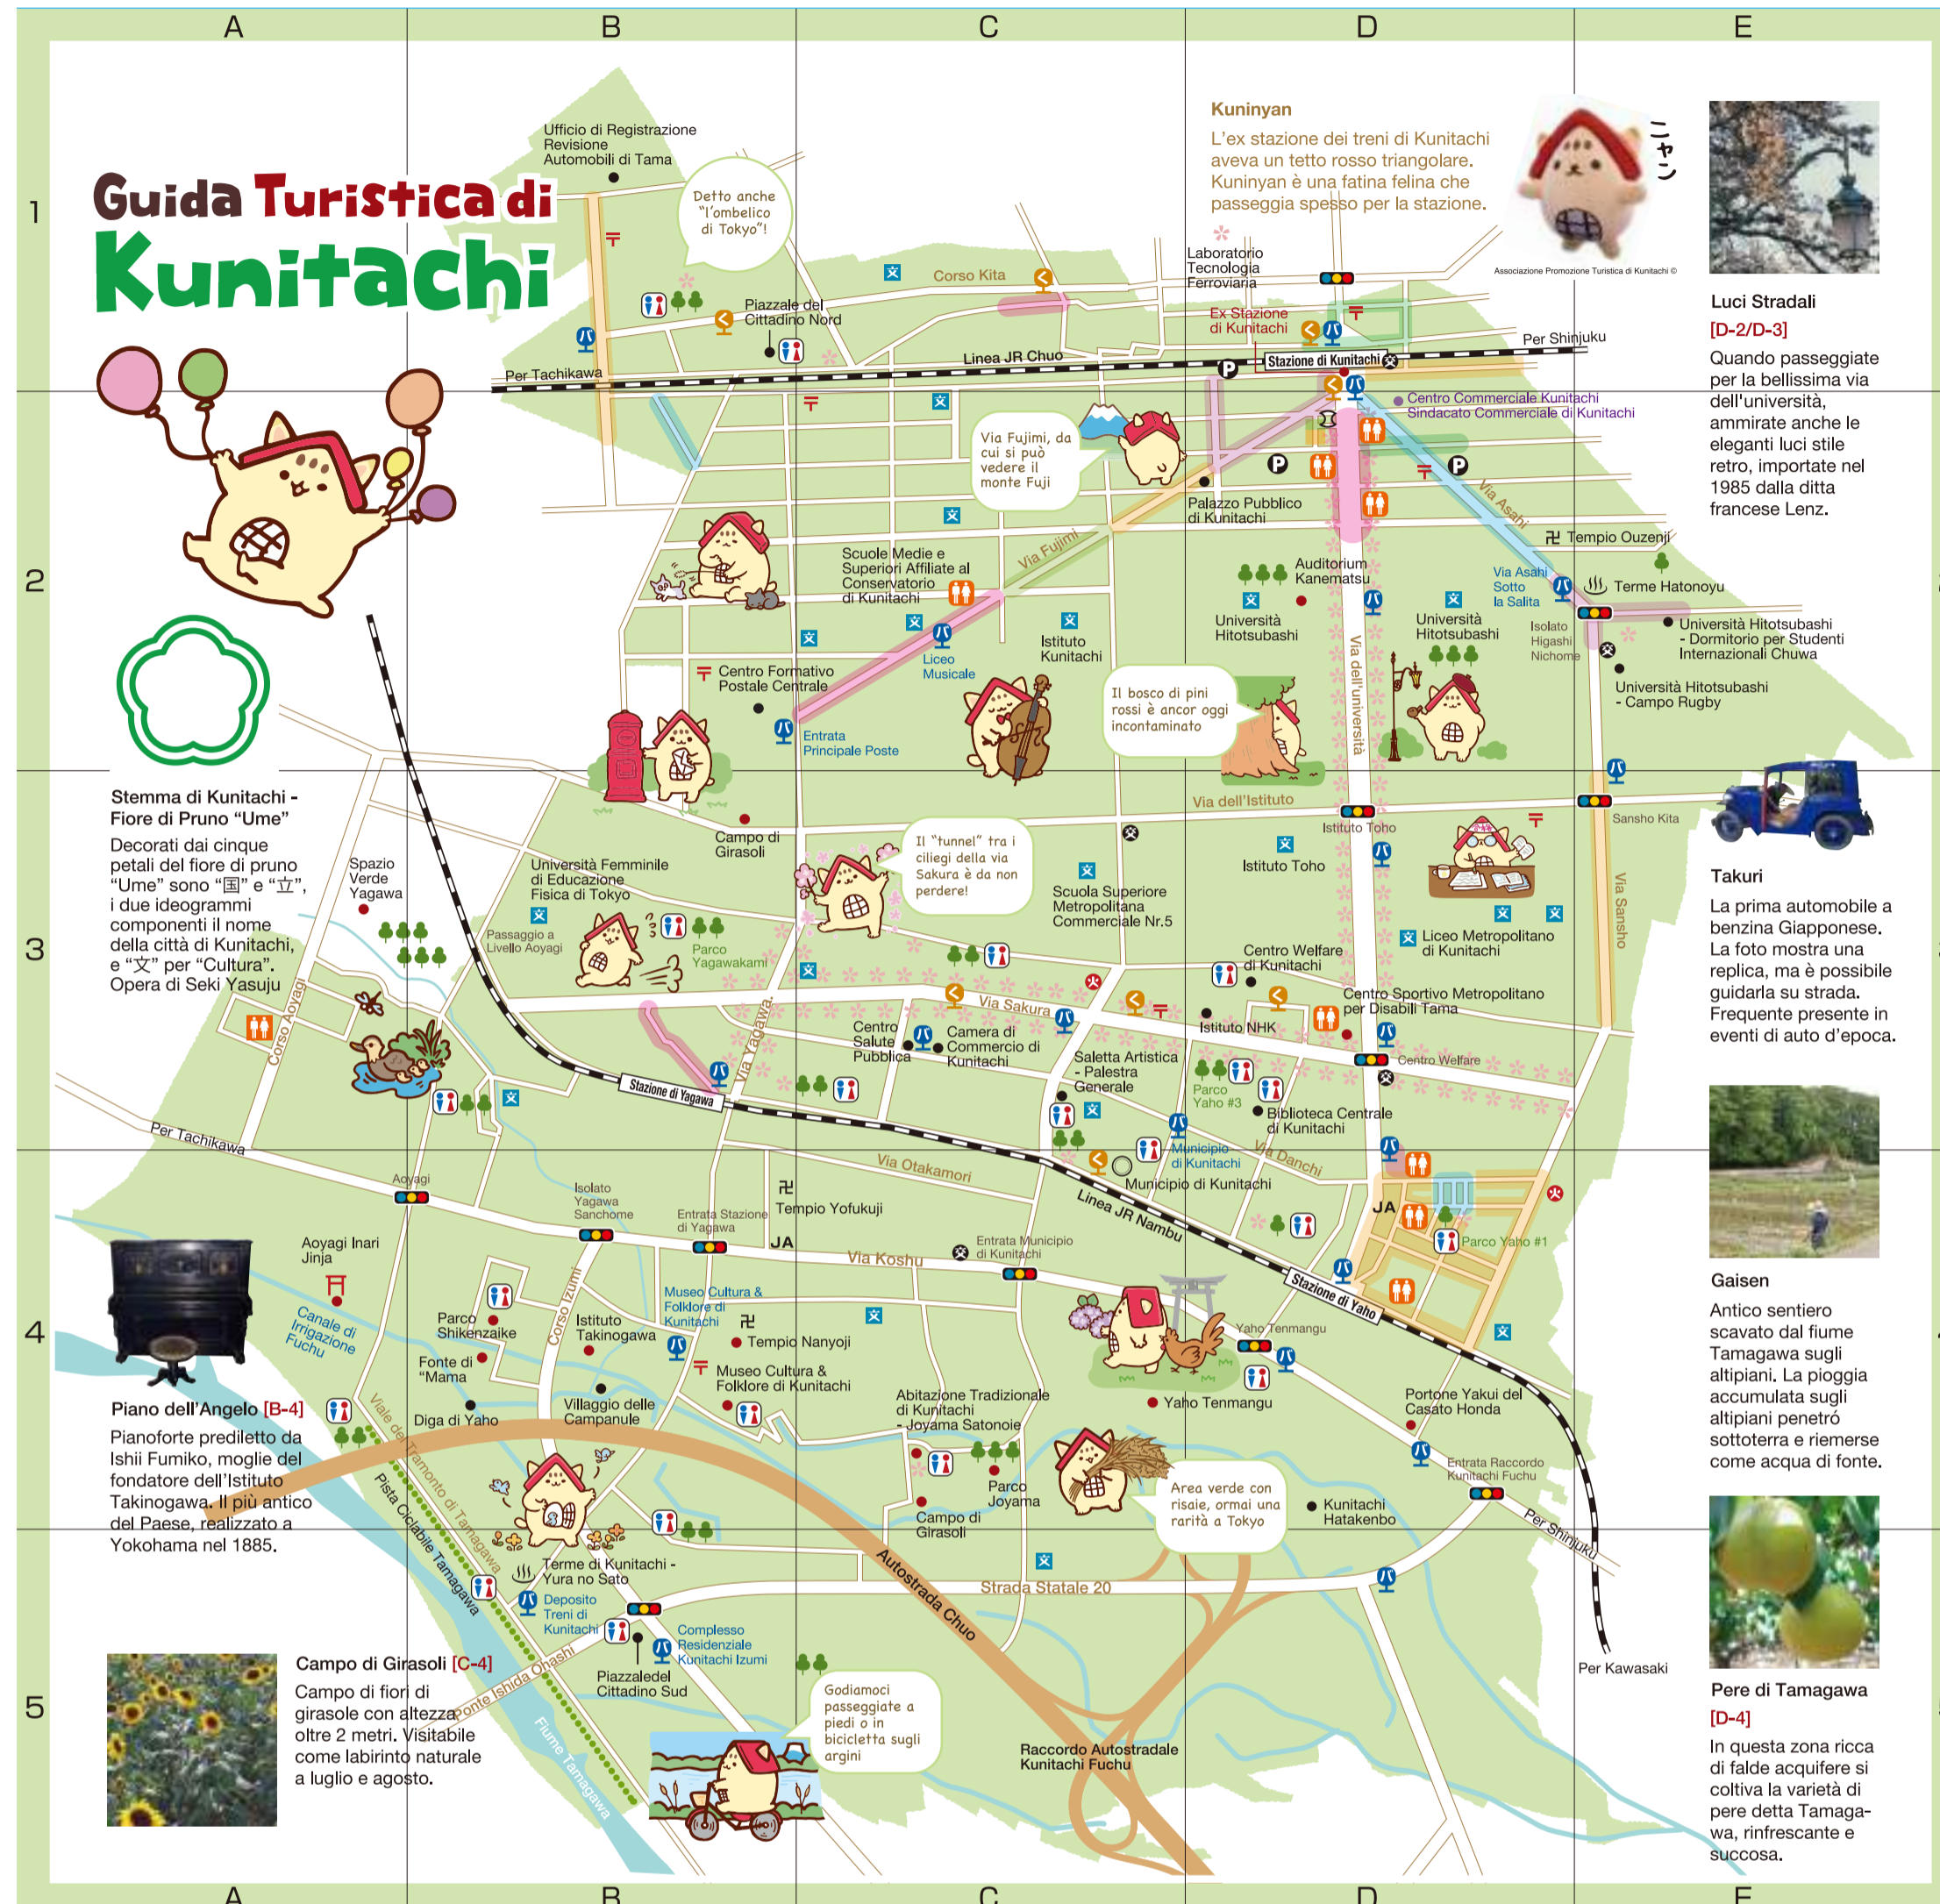 A
B
C
D
E
1
2
3
4
5
Guida Turistica di
Kunitachi
Kuninyan
L'ex stazione dei treni di Kunitachi
aveva un tetto rosso triangolare.
Kuninyan è una fatina felina che
passeggia spesso per la stazione.
ニャン
Associazione Promozione Turistica di Kunitachi ©
Luci Stradali
[D-2/D-3]
Quando passeggiate
per la bellissima via
dell'università,
ammirate anche le
eleganti luci stile
retro, importate nel
1985 dalla ditta
francese Lenz.
Ufficio di Registrazione
Revisione
Automobili di Tama
Detto anche
"l'ombelico
di Tokyo"!
Corso Kita
Laboratorio
Tecnologia
Ferroviaria
Piazzale del
Cittadino Nord
Ex Stazione
di Kunitachi
Linea JR Chuo
Stazione di Kunitachi
Per Shinjuku
Per Tachikawa
Centro Commerciale Kunitachi
Sindacato Commerciale di Kunitachi
Via Fujimi, da
cui si può
vedere il
monte Fuji
Palazzo Pubblico
di Kunitachi
Via Asahi
Tempio Ouzenji
Via Fujimi
Scuole Medie e
Superiori Affiliate al
Conservatorio
di Kunitachi
Auditorium
Kanematsu
Via Asahi
Sotto
la Salita
Terme Hatonoyu
Università
Hitotsubashi
Università
Hitotsubashi
Isolato
Higashi
Nichome
Università Hitotsubashi
- Dormitorio per Studenti
Internazionali Chuwa
Università Hitotsubashi
- Campo Rugby
Liceo
Musicale
Istituto
Kunitachi
Centro Formativo
Postale Centrale
Entrata
Principale Poste
Il bosco di pini
rossi è ancor oggi
incontaminato
Via dell'università
Stemma di Kunitachi -
Fiore di Pruno "Ume"
Decorati dai cinque
petali del fiore di pruno
"Ume" sono "国" e "立",
i due ideogrammi
componenti il nome
della città di Kunitachi,
e "文" per "Cultura".
Opera di Seki Yasuju
Via dell'Istituto
Istituto Toho
Sansho Kita
Istituto Toho
Campo di
Girasoli
Il "tunnel" tra i
ciliegi della via
Sakura è da non
perdere!
Spazio
Verde
Yagawa
Università Femminile
di Educazione
Fisica di Tokyo
Passaggio a
Livello Aoyagi
Parco
Yagawakami
Scuola Superiore
Metropolitana
Commerciale Nr.5
Liceo Metropolitano
di Kunitachi
Via Sansho
Takuri
La prima automobile a
benzina Giapponese.
La foto mostra una
replica, ma è possibile
guidarla su strada.
Frequente presente in
eventi di auto d'epoca.
Centro Welfare
di Kunitachi
Centro Sportivo Metropolitano
per Disabili Tama
Istituto NHK
Centro Welfare
Via Sakura
Corso Aoyagi
Via Yagawa.
Centro
Salute
Pubblica
Camera di
Commercio di
Kunitachi
Saletta Artistica
- Palestra
Generale
Parco
Yaho #3
Biblioteca Centrale
di Kunitachi
Stazione di Yagawa
Municipio
di Kunitachi
Via Danchi
Municipio di Kunitachi
Via Otakamori
Linea JR Nambu
Per Tachikawa
Aoyagi
Isolato
Yagawa
Sanchome
Entrata Stazione
di Yagawa
Tempio Yofukuji
JA
Via Koshu
Entrata Municipio
di Kunitachi
JA
Parco Yaho #1
Stazione di Yaho
Gaisen
Antico sentiero
scavato dal fiume
Tamagawa sugli
altipiani. La pioggia
accumulata sugli
altipiani penetró
sottoterra e riemerse
come acqua di fonte.
Aoyagi Inari
Jinja
Canale di
Irrigazione
Fuchu
Parco
Shikenzaike
Fonte di
"Mama
Corso Izumi
Istituto
Takinogawa
Museo Cultura &
Folklore di
Kunitachi
Tempio Nanyoji
Museo Cultura &
Folklore di Kunitachi
Yaho Tenmangu
Yaho Tenmangu
Abitazione Tradizionale
di Kunitachi
- Joyama Satonoie
Portone Yakui del
Casato Honda
Diga di Yaho
Villaggio delle
Campanule
Piano dell'Angelo [B-4]
Pianoforte prediletto da
Ishii Fumiko, moglie del
fondatore dell'Istituto
Takinogawa. Il più antico
del Paese, realizzato a
Yokohama nel 1885.
Viale del Tamonto di Tamagawa
Pista Ciclabile Tamagawa
Parco
Joyama
Campo di
Girasoli
Area verde con
risaie, ormai una
rarità a Tokyo
Entrata Raccordo
Kunitachi Fuchu
Kunitachi
Hatakenbo
Per Shinjuku
Terme di Kunitachi -
Yura no Sato
Deposito
Treni di
Kunitachi
Autostrada Chuo
Strada Statale 20
Complesso
Residenziale
Kunitachi Izumi
Piazzaledel
Cittadino Sud
Ponte Ishida Ohashi
Fiume Tamagawa
Per Kawasaki
Campo di Girasoli [C-4]
Campo di fiori di
girasole con altezza
oltre 2 metri. Visitabile
come labirinto naturale
a luglio e agosto.
Godiamoci
passeggiate a
piedi o in
bicicletta sugli
argini
Raccordo Autostradale
Kunitachi Fuchu
Pere di Tamagawa
[D-4]
In questa zona ricca
di falde acquifere si
coltiva la varietà di
pere detta Tamaga-
wa, rinfrescante e
succosa.
A
B
C
D
E